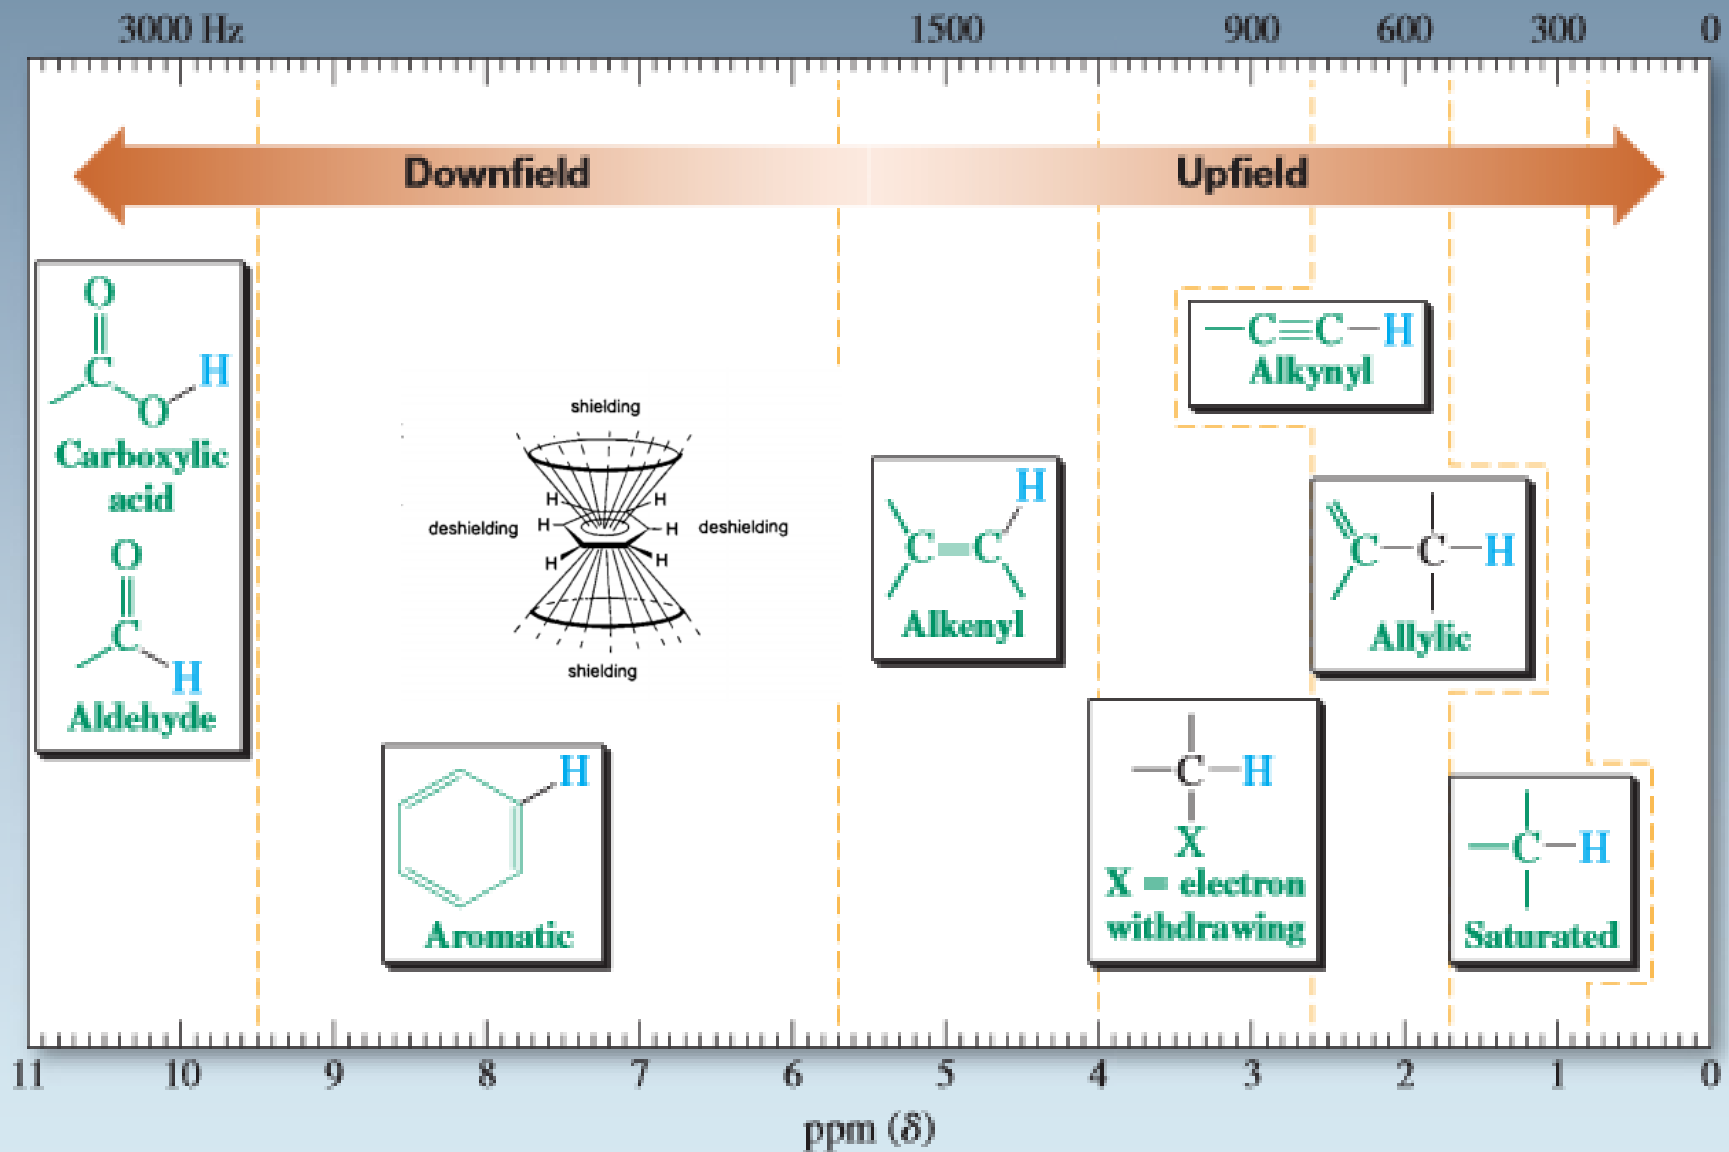 3000 Hz 1500 900 600 300 0
Downfield Upfield
O
C
H
O
Carboxylic
acid
O
C
H
Aldehyde
shielding
H H
deshielding H H deshielding
H H
shielding
H
Aromatic
H
C=C
Alkenyl
—C≡C—H
Alkynyl
C—C—H
Allylic
—C—H
X
X = electron
withdrawing
—C—H
Saturated
11 10 9 8 7 6 5 4 3 2 1 0
ppm (δ)